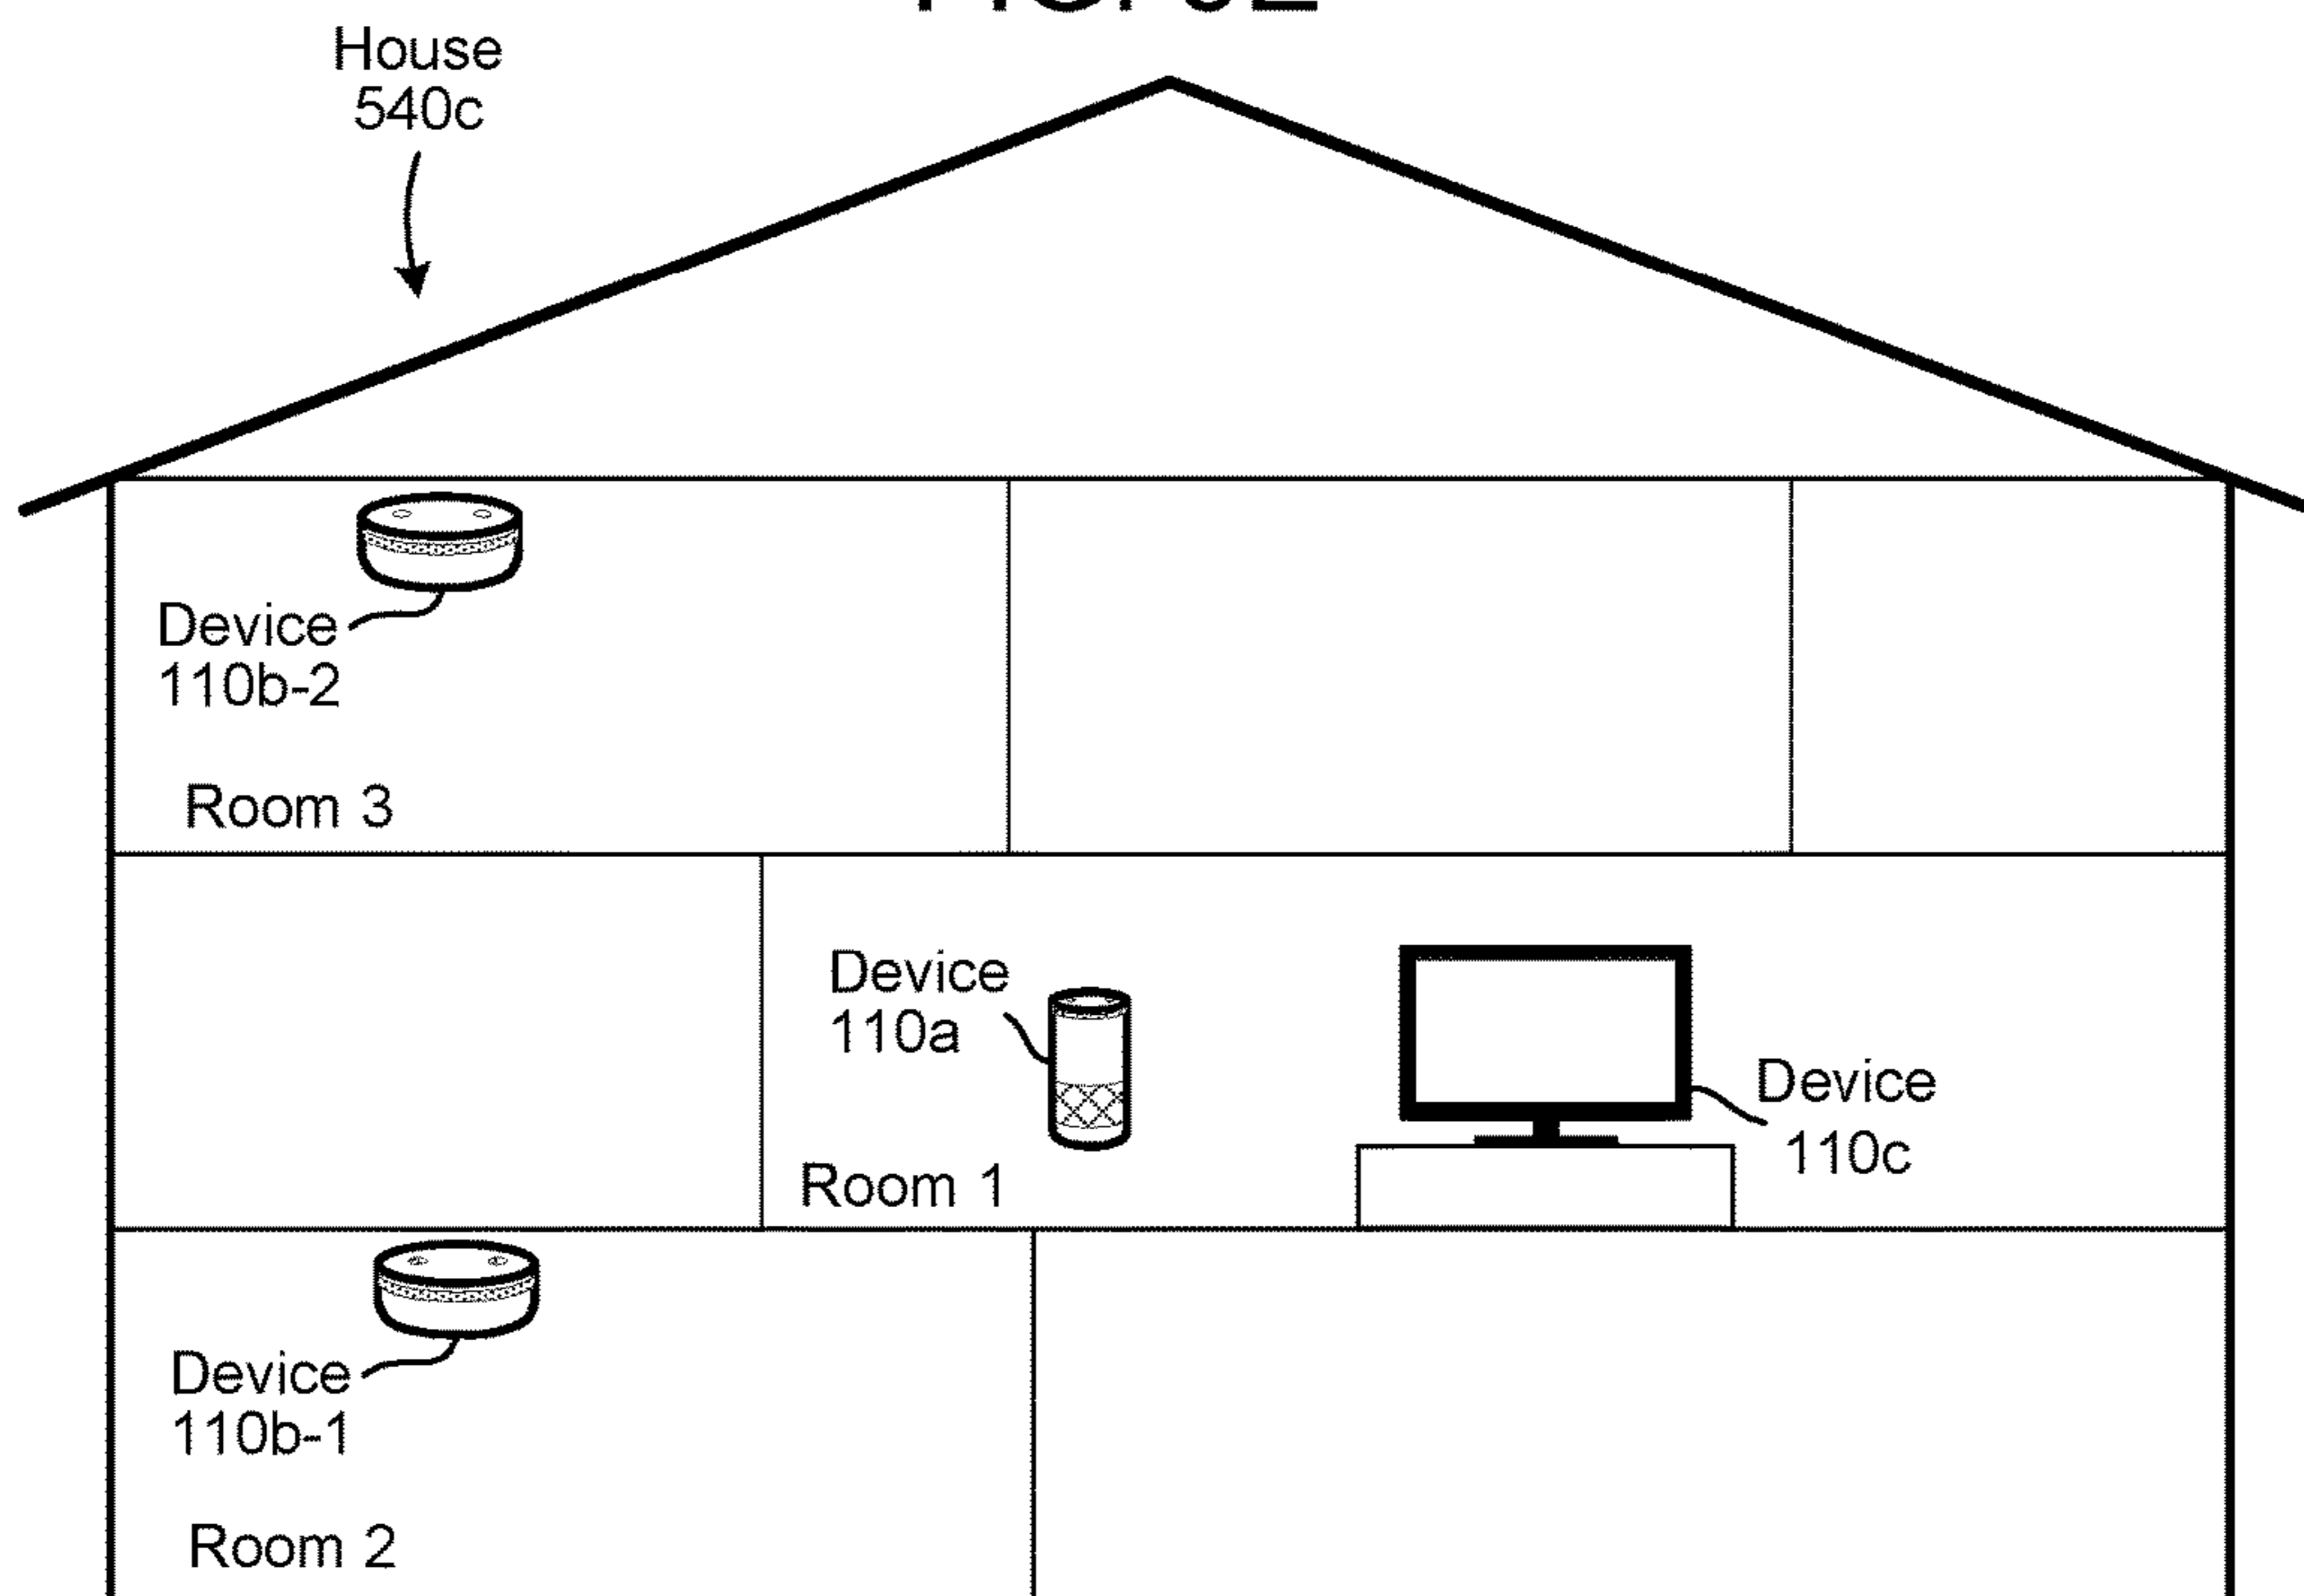 House
540c
Device
110b-2
Room 3
Device
110a
Device
110c
Room 1
Device
110b-1
Room 2